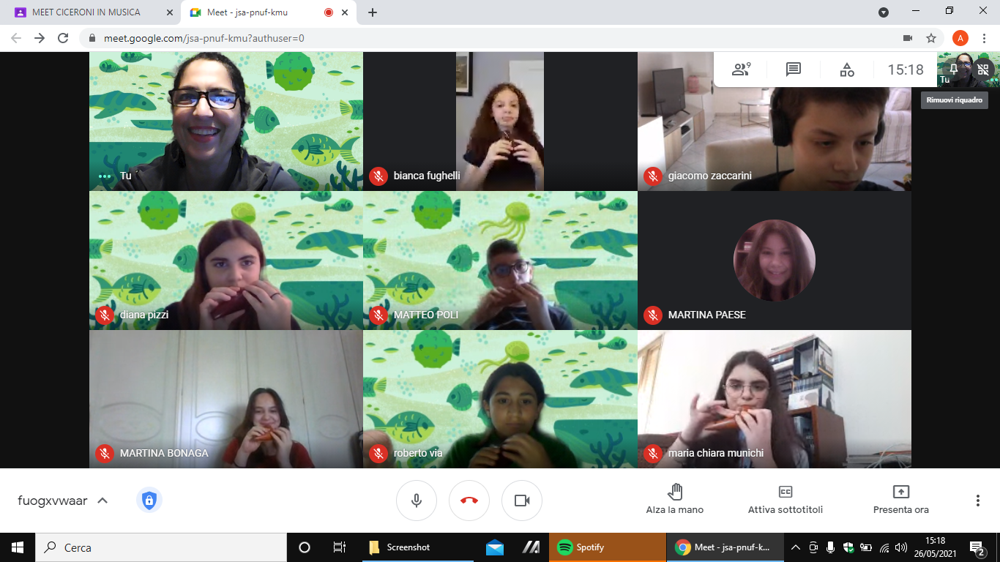 MEET CICERONI IN MUSICA
Meet - jsa-pnuf-kmu
meet.google.com/jsa-pnuf-kmu?authuser=0
A
9
15:18
Tu
Rimuovi riquadro
Tu
bianca fughelli
giacomo zaccarini
diana pizzi
MATTEO POLI
MARTINA PAESE
MARTINA BONAGA
roberto via
maria chiara munichi
fuogxvwaar
CC
Alza la mano
Attiva sottotitoli
Presenta ora
Cerca
Screenshot
Spotify
Meet - jsa-pnuf-k...
15:18
26/05/2021
2